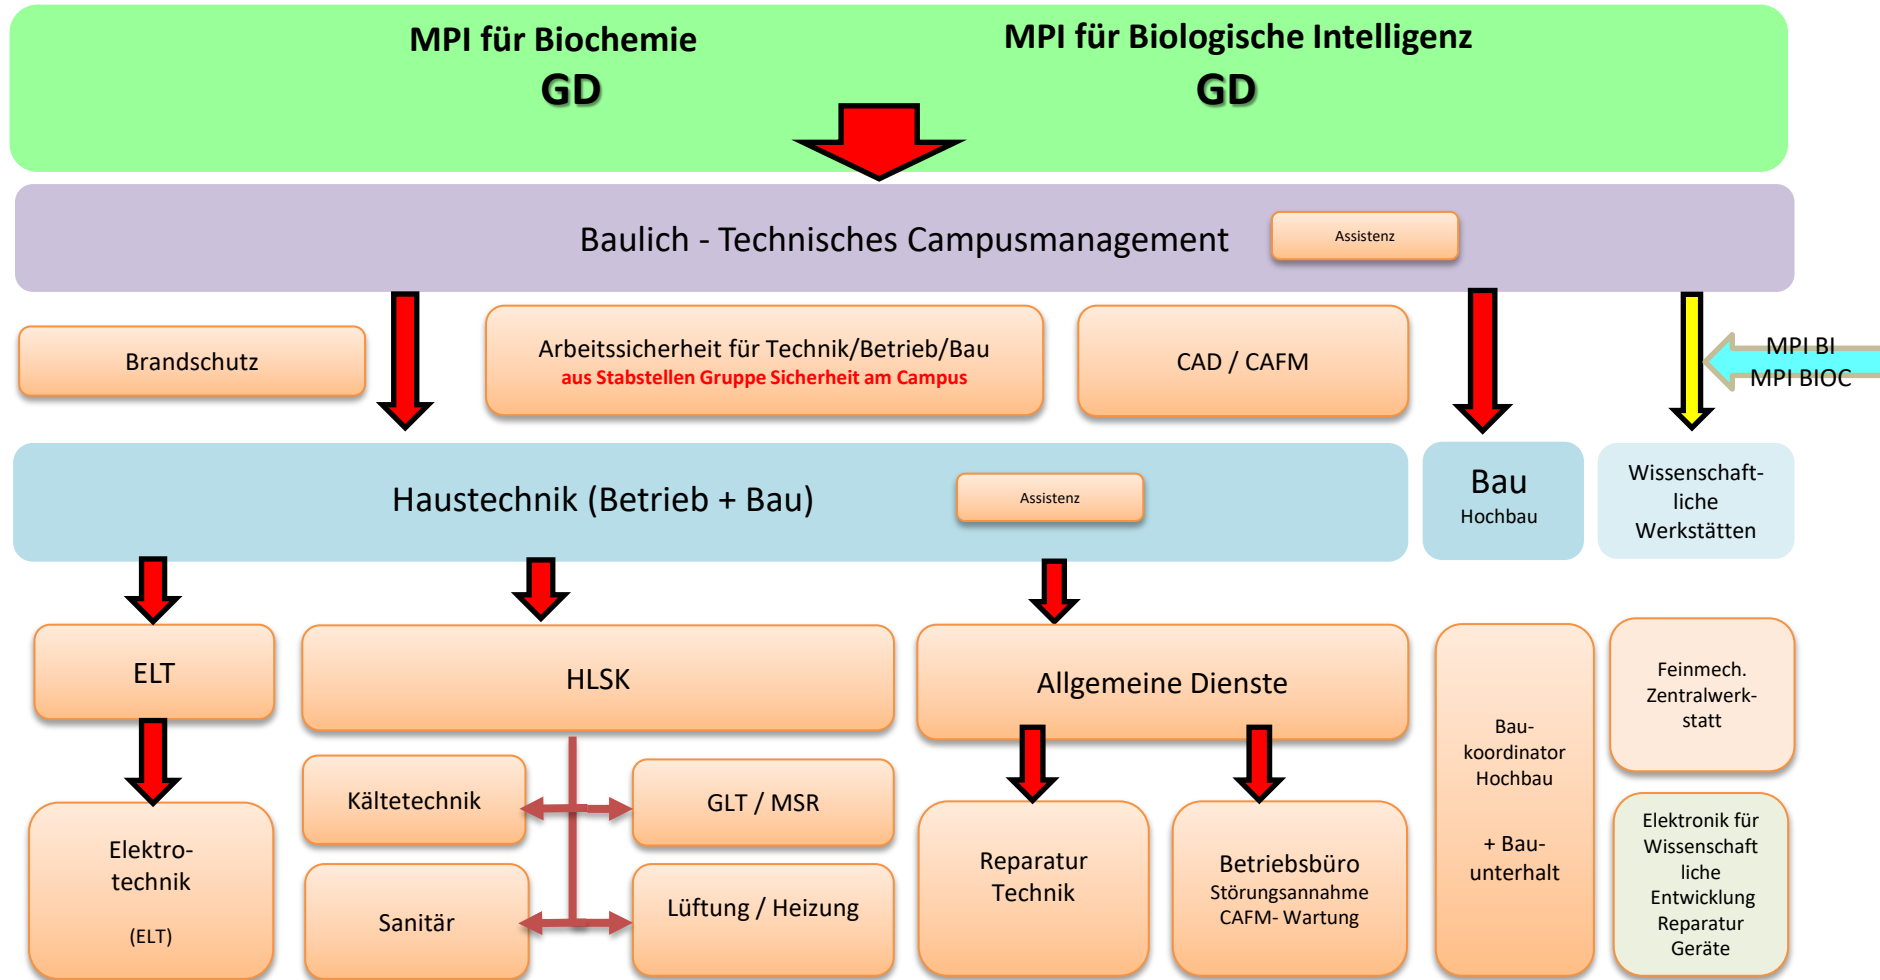 MPI für Biochemie
GD
MPI für Biologische Intelligenz
GD
Baulich - Technisches Campusmanagement
Assistenz
Brandschutz
Arbeitssicherheit für Technik/Betrieb/Bau
aus Stabstellen Gruppe Sicherheit am Campus
CAD / CAFM
MPI BI
MPI BIOC
Haustechnik (Betrieb + Bau)
Assistenz
Bau
Hochbau
Wissenschaft-
liche
Werkstätten
ELT
HLSK
Allgemeine Dienste
Feinmech.
Zentralwerk-
statt
Bau-
koordinator
Hochbau
+ Bau-
unterhalt
Kältetechnik
GLT / MSR
Elektro-
technik
(ELT)
Sanitär
Lüftung / Heizung
Reparatur
Technik
Betriebsbüro
Störungsannahme
CAFM- Wartung
Elektronik für
Wissenschaft
liche
Entwicklung
Reparatur
Geräte